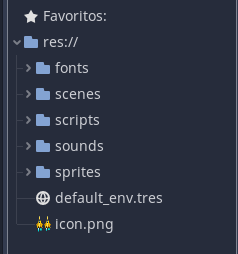 Favoritos:
res://
fonts
scenes
scripts
sounds
sprites
default_env.tres
icon.png